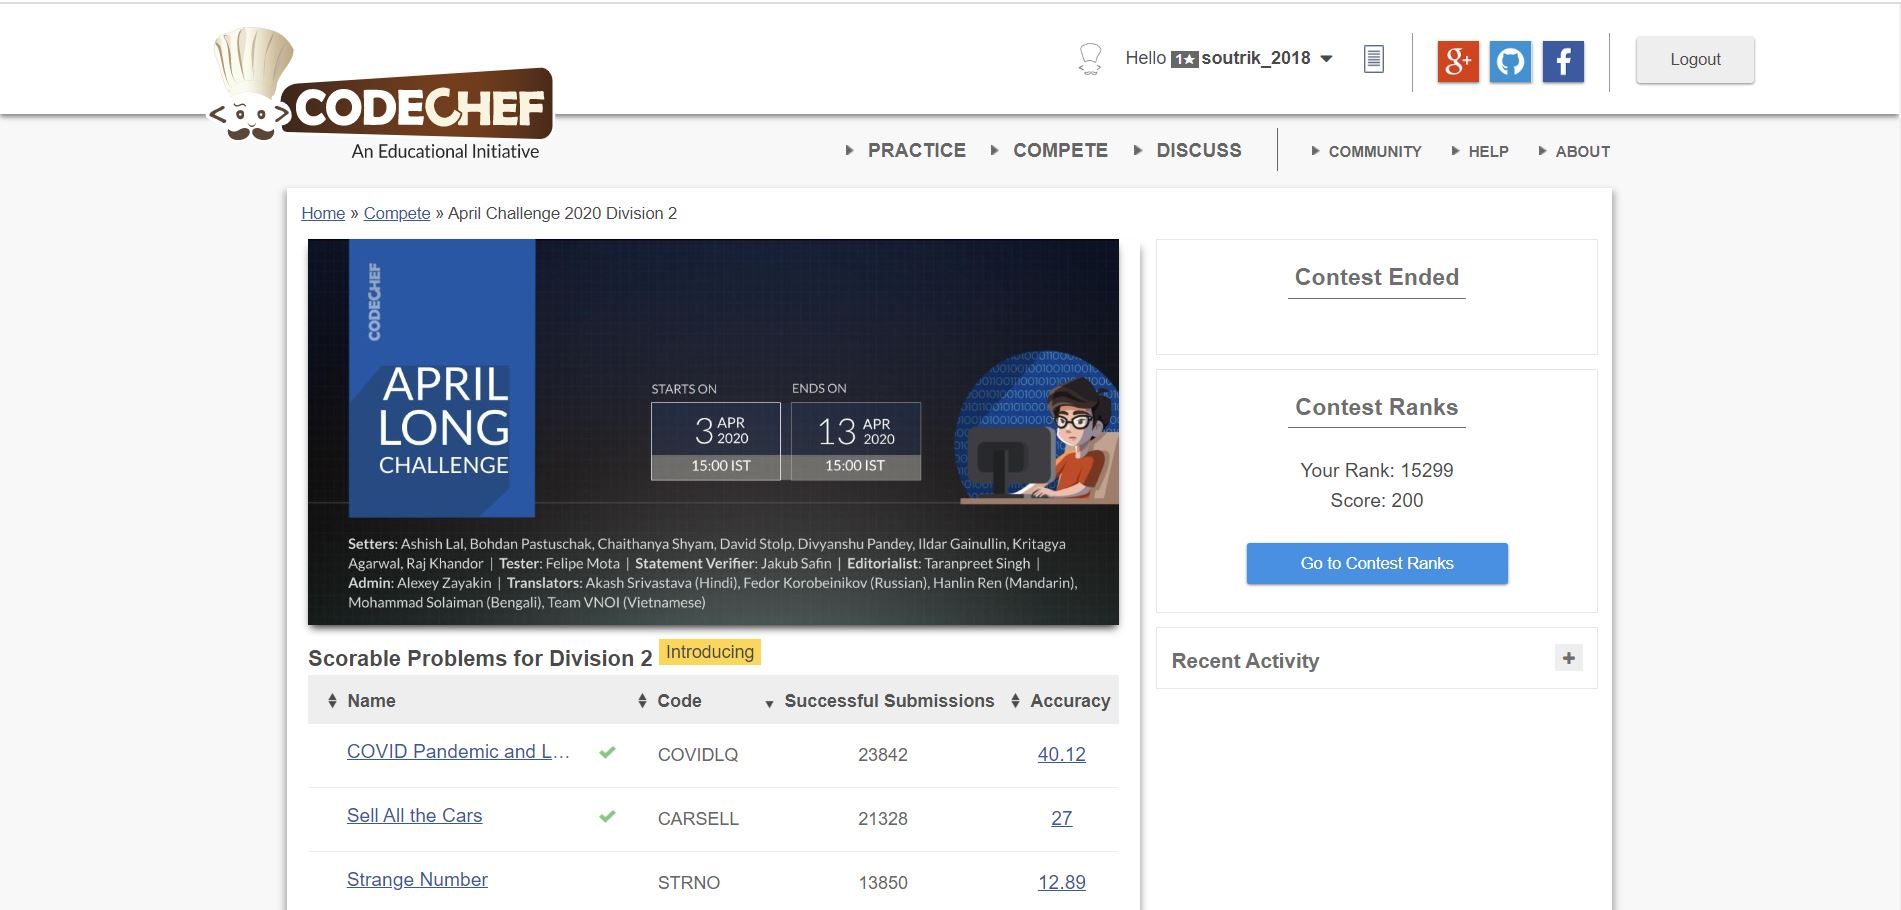 Hello 1★ soutrik_2018
Logout
CODECHEF
An Educational Initiative
PRACTICE COMPETE DISCUSS COMMUNITY HELP ABOUT
Home » Compete » April Challenge 2020 Division 2
CODECHEF
APRIL
LONG
CHALLENGE
STARTS ON
3 APR
2020
15:00 IST
ENDS ON
13 APR
2020
15:00 IST
Setters: Ashish Lal, Bohdan Pastuschak, Chaithanya Shyam, David Stolp, Divyanshu Pandey, Ildar Gainullin, Kritagya
Agarwal, Raj Khandor | Tester: Felipe Mota | Statement Verifier: Jakub Safin | Editorialist: Taranpreet Singh |
Admin: Alexey Zayakin | Translators: Akash Srivastava (Hindi), Fedor Korobeinikov (Russian), Hanlin Ren (Mandarin),
Mohammad Solaiman (Bengali), Team VNOI (Vietnamese)
Scorable Problems for Division 2 Introducing
Name Code Successful Submissions Accuracy
COVID Pandemic and L... COVIDLQ 23842 40.12
Sell All the Cars CARSELL 21328 27
Strange Number STRNO 13850 12.89
Contest Ended
Contest Ranks
Your Rank: 15299
Score: 200
Go to Contest Ranks
Recent Activity +